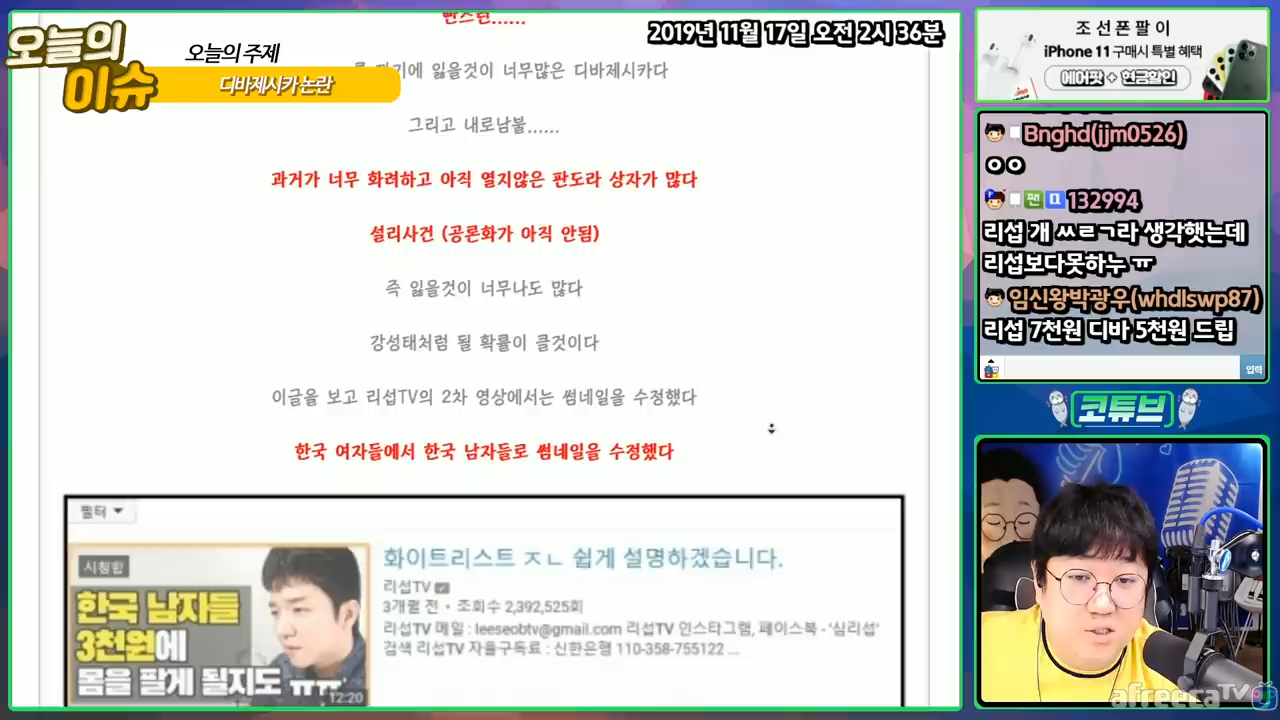 오늘의 이슈
오늘의 주제
디바제시카 논란
2019년 11월 17일 오전 2시 36분
잃을것이 너무많은 디바제시카다
그리고 내로남불......
과거가 너무 화려하고 아직 열지않은 판도라 상자가 많다
설리사건 (공론화가 아직 안됨)
즉 잃을것이 너무나도 많다
강성태처럼 될 확률이 클것이다
이글을 보고 리섭TV의 2차 영상에서는 썸네일을 수정했다
한국 여자들에서 한국 남자들로 썸네일을 수정했다
필터
시청함
한국 남자들
3천원에
몸을 팔게 될지도 ㅠㅠ
12:20
화이트리스트 ㅈㄴ 쉽게 설명하겠습니다.
리섭TV
3개월 전 · 조회수 2,392,525회
리섭TV 메일 : leeseobtv@gmail.com 리섭TV 인스타그램, 페이스북 - '심리섭'
검색 리섭TV 자율구독료 : 신한은행 110-358-755122 ...
조선폰팔이
iPhone 11 구매시 특별 혜택
에어팟 + 현금할인
Bnghd(jjm0526)
ㅇㅇ
팬 132994
리섭 개 ㅆㄹㄱ라 생각햇는데
리섭보다못하누 ㅠ
임신왕박광우(whdlswp87)
리섭 7천원 디바 5천원 드립
입력
코튜브
afreecaTV